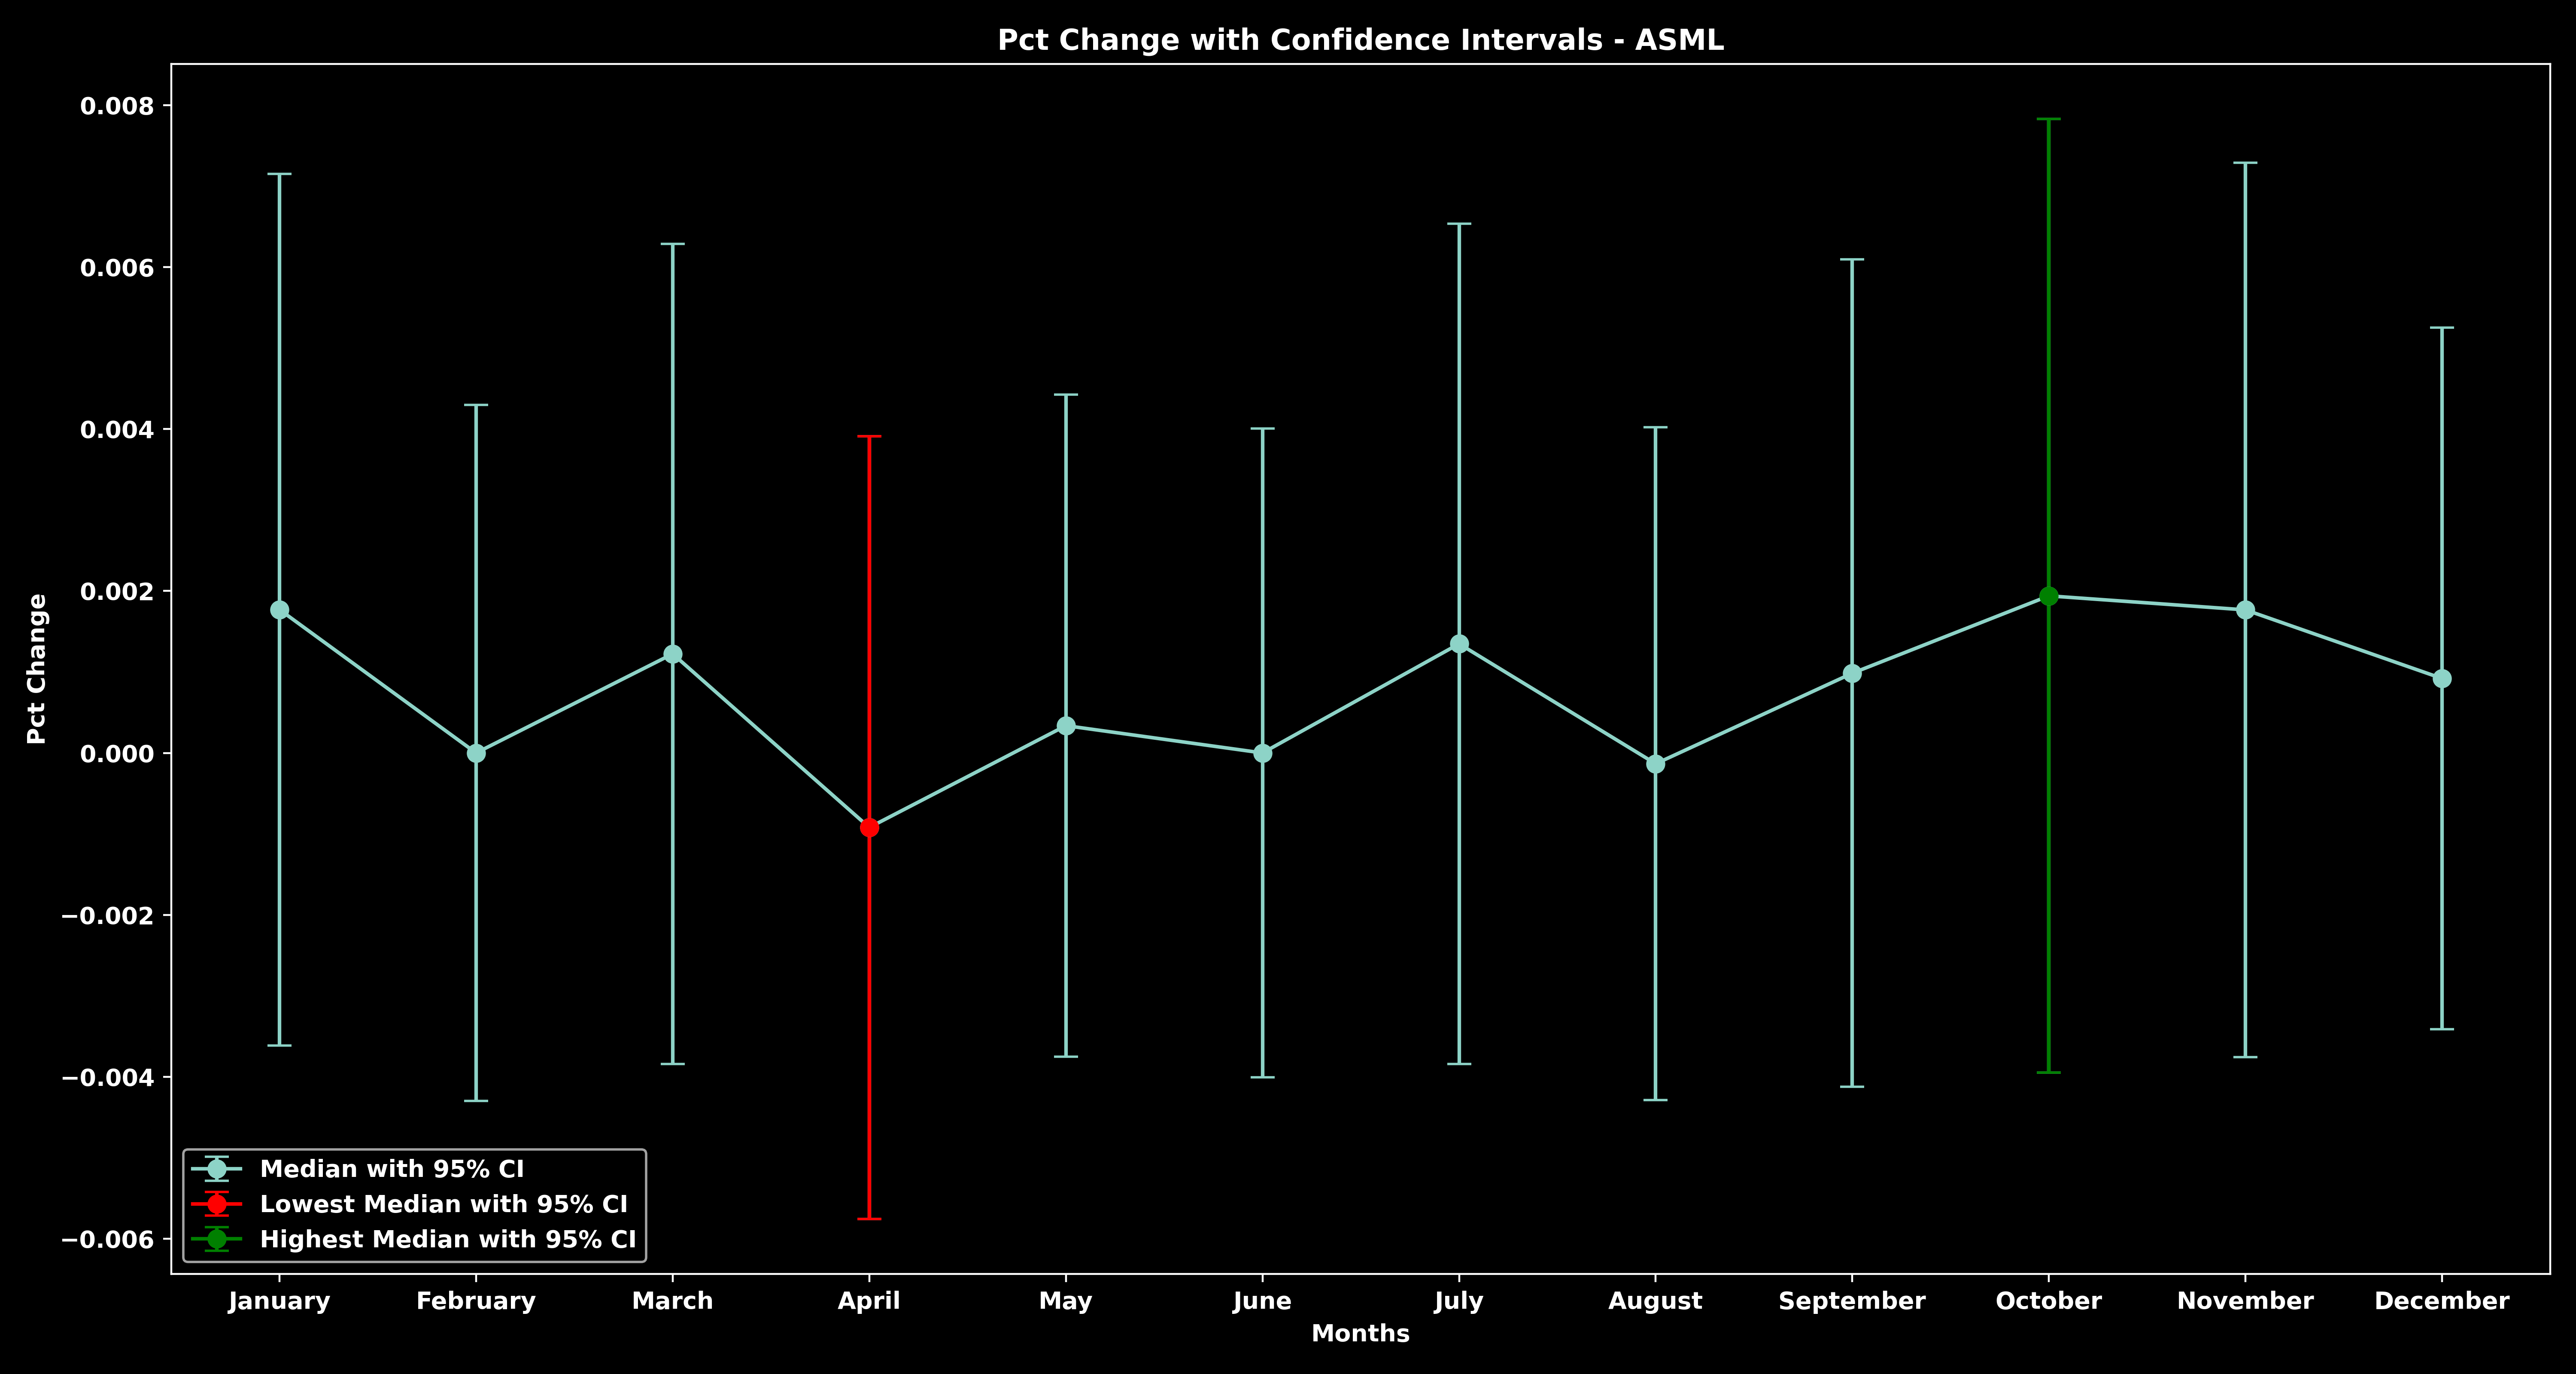 Pct Change with Confidence Intervals - ASML
Pct Change
0.008
0.006
0.004
0.002
0.000
−0.002
−0.004
−0.006
Median with 95% CI
Lowest Median with 95% CI
Highest Median with 95% CI
January February March April May June July August September October November December
Months